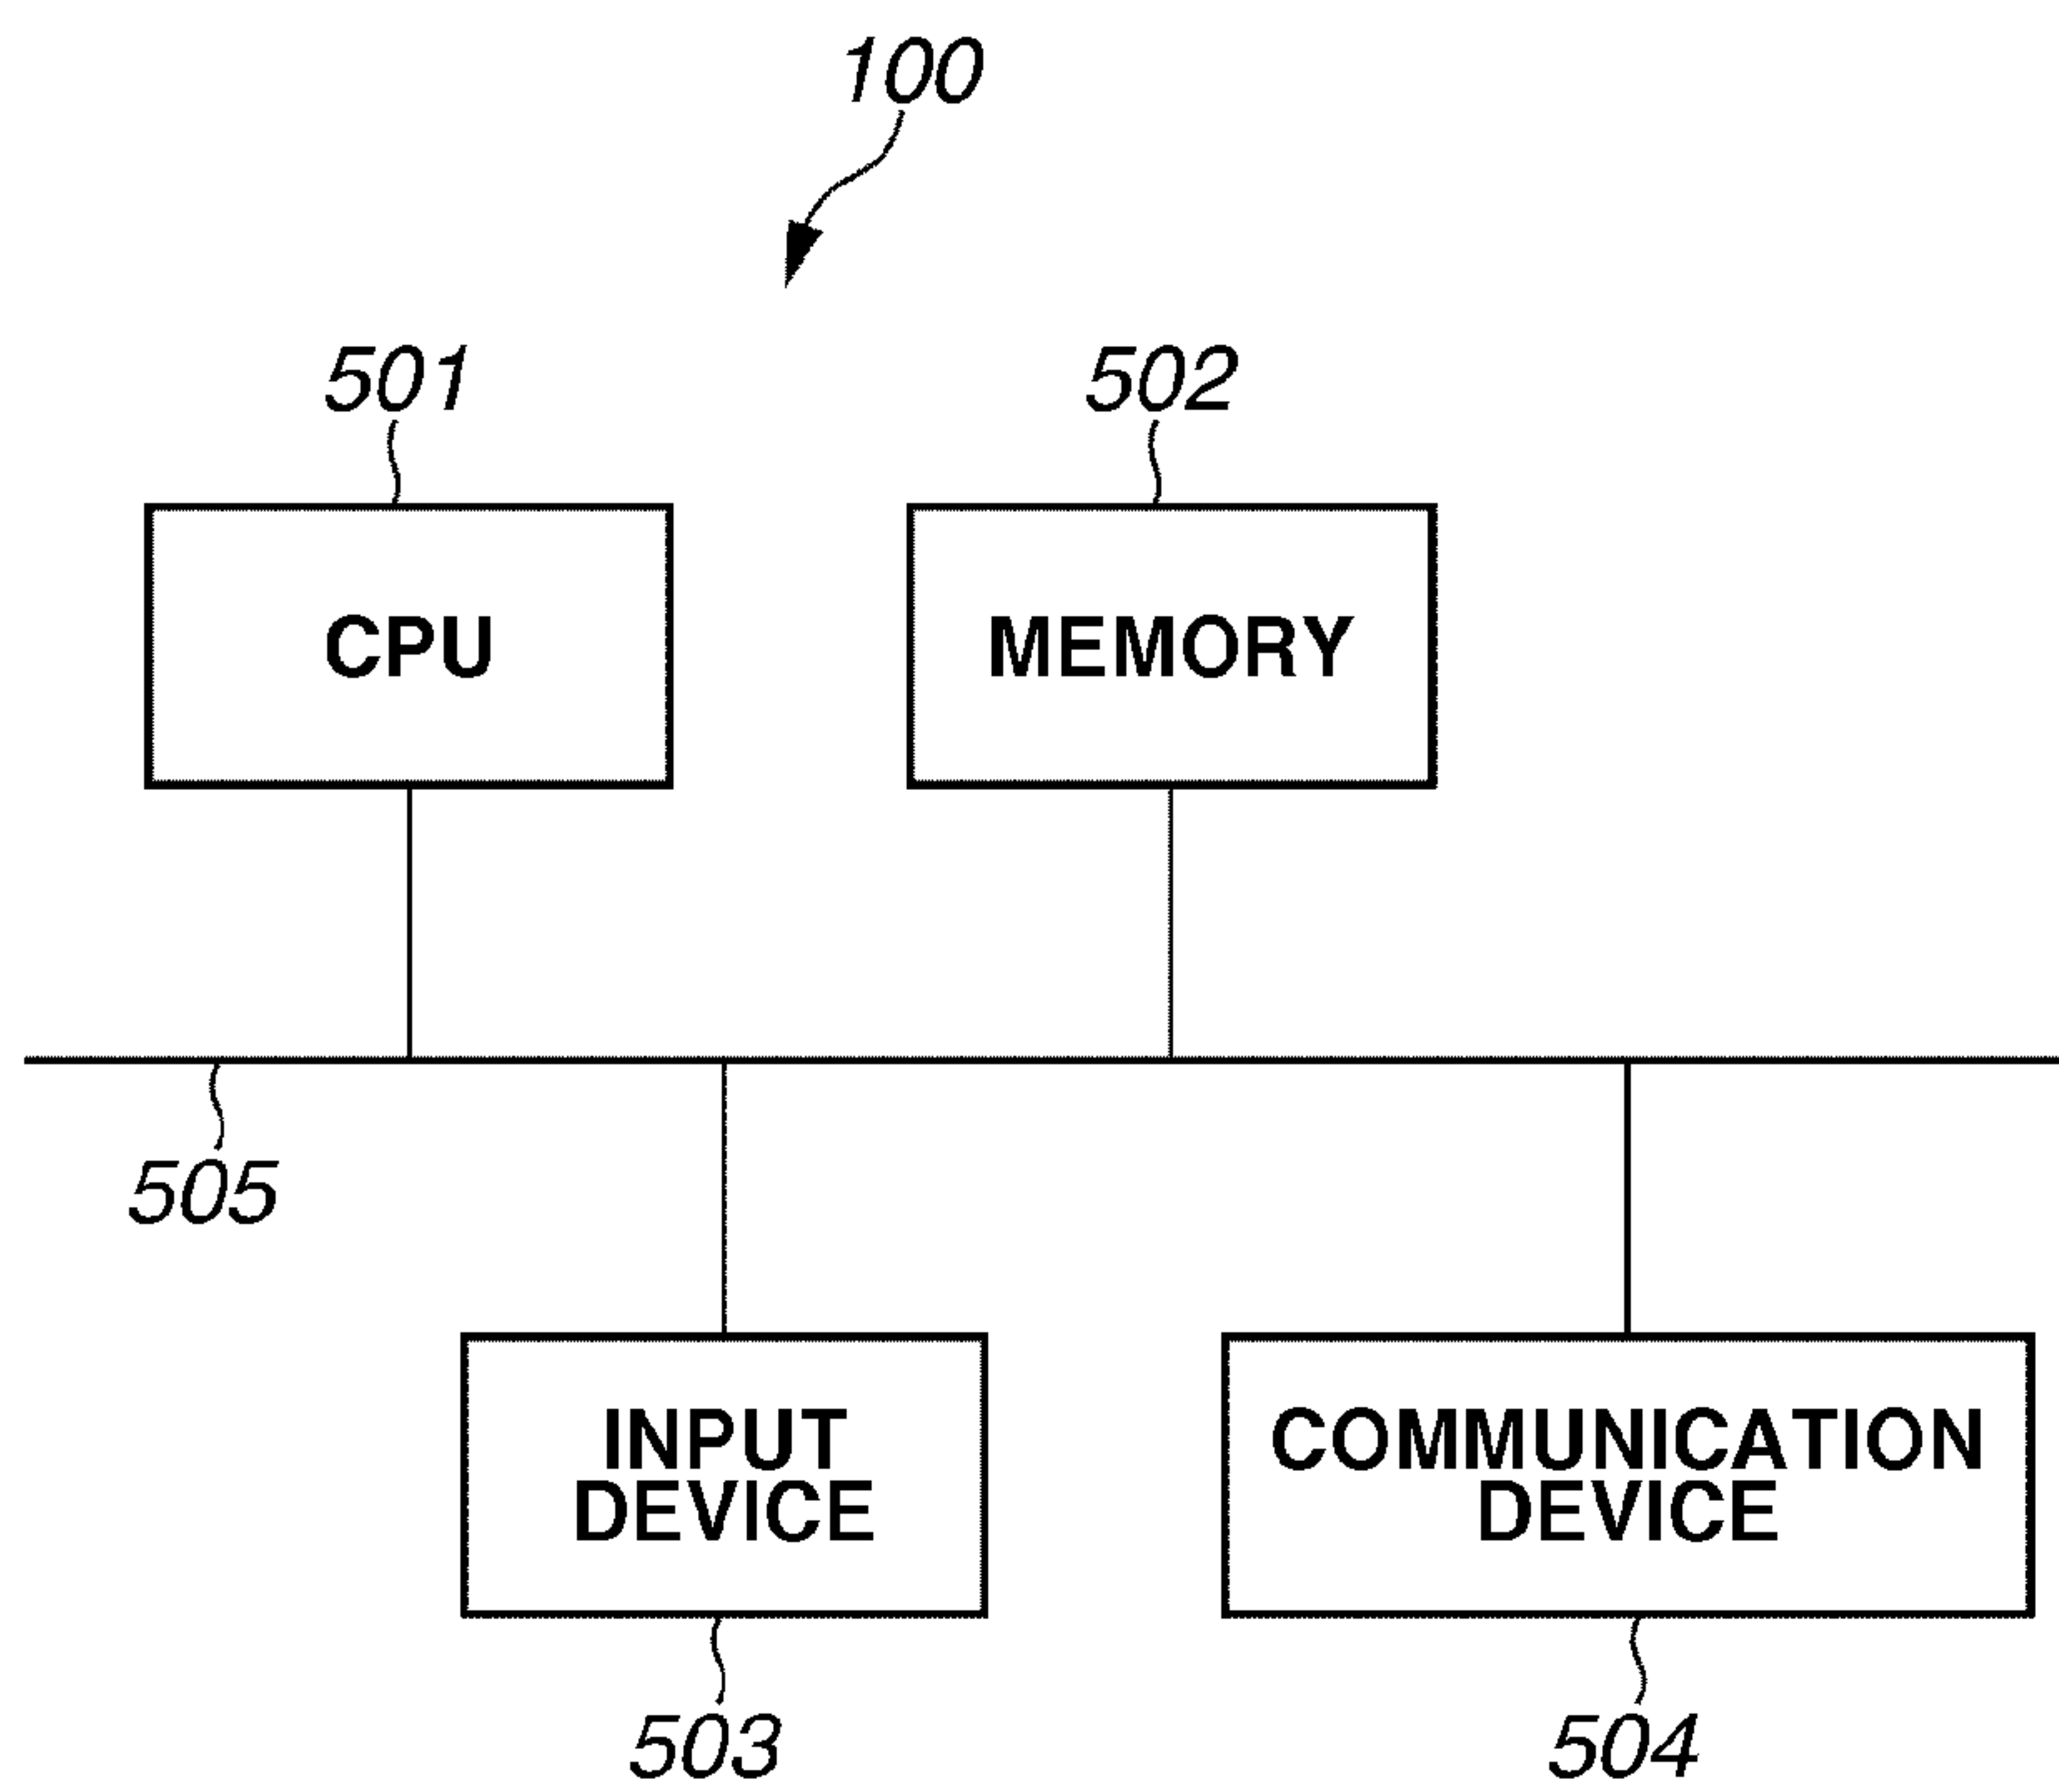 100
501
502
CPU
MEMORY
505
INPUT
DEVICE
COMMUNICATION
DEVICE
503
504